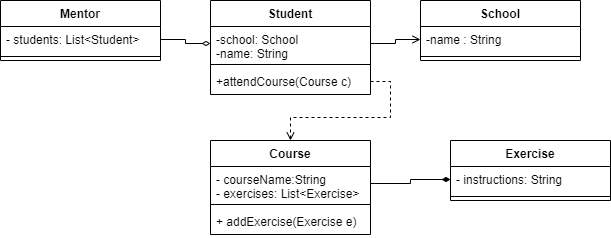 Mentor
- students: List<Student>
Student
-school: School
-name: String
+attendCourse(Course c)
School
-name : String
Course
- courseName:String
- exercises: List<Exercise>
+ addExercise(Exercise e)
Exercise
- instructions: String